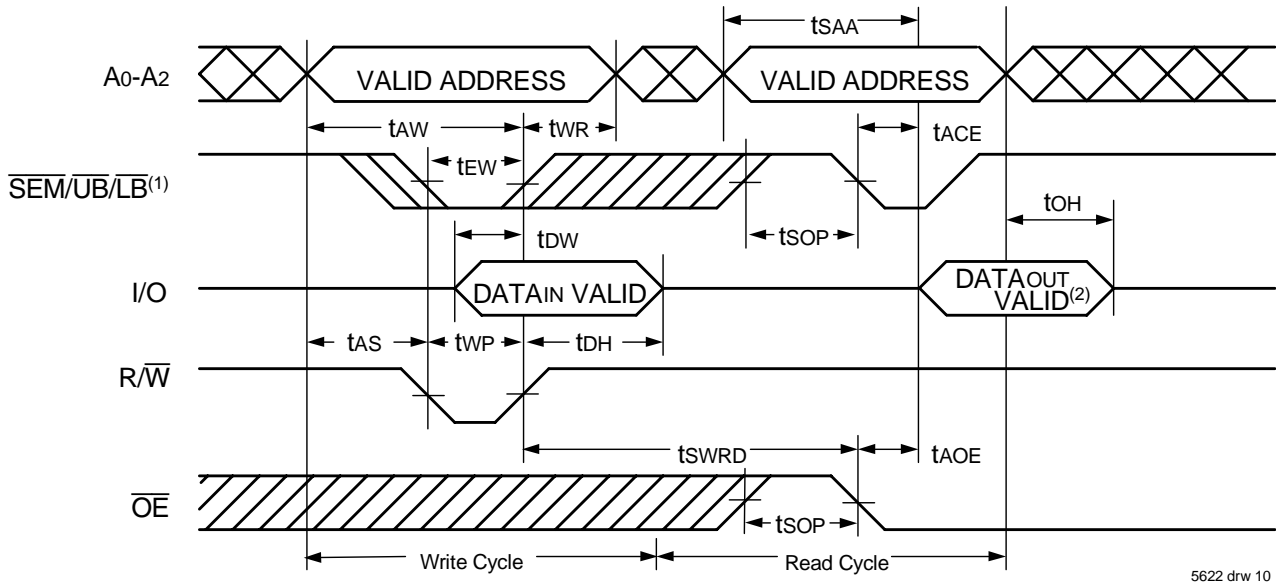 tSAA
A0-A2
VALID ADDRESS
VALID ADDRESS
tAW
tWR
tACE
tEW
SEM/UB/LB(1)
tOH
tSOP
tDW
I/O
DATAIN VALID
DATAOUT
VALID(2)
tAS
tWP
tDH
R/W
tSWRD
tAOE
OE
tSOP
Write Cycle
Read Cycle
5622 drw 10